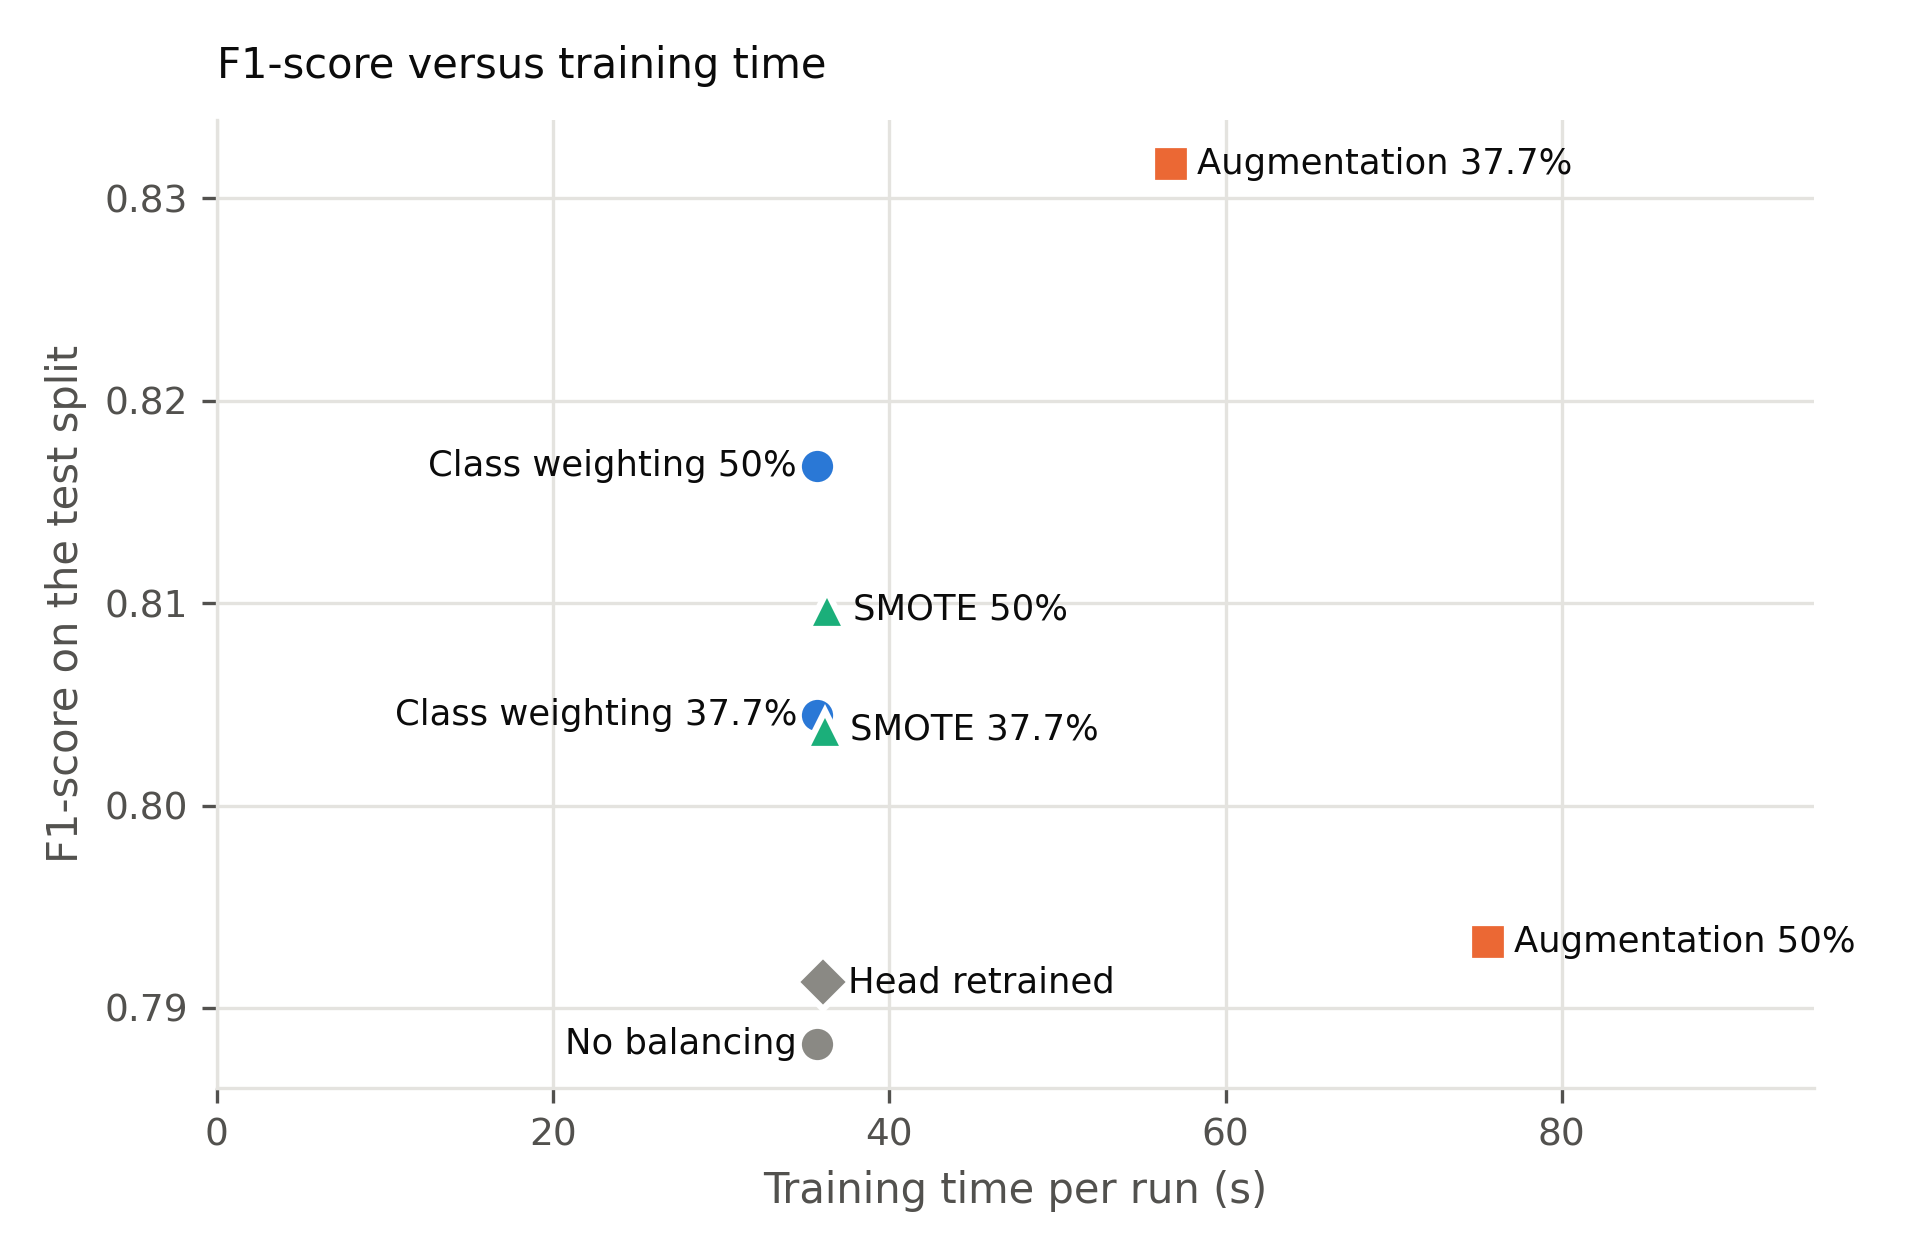 F1-score versus training time
F1-score on the test split
0.83
0.82
0.81
0.80
0.79
Augmentation 37.7%
Class weighting 50%
SMOTE 50%
Class weighting 37.7%
SMOTE 37.7%
Augmentation 50%
Head retrained
No balancing
0 20 40 60 80
Training time per run (s)